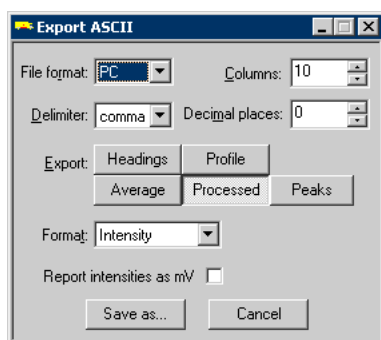 Export ASCII
File format: PC Columns: 10
Delimiter: comma Decimal places: 0
Export: Headings Profile
Average Processed Peaks
Format: Intensity
Report intensities as mV
Save as... Cancel